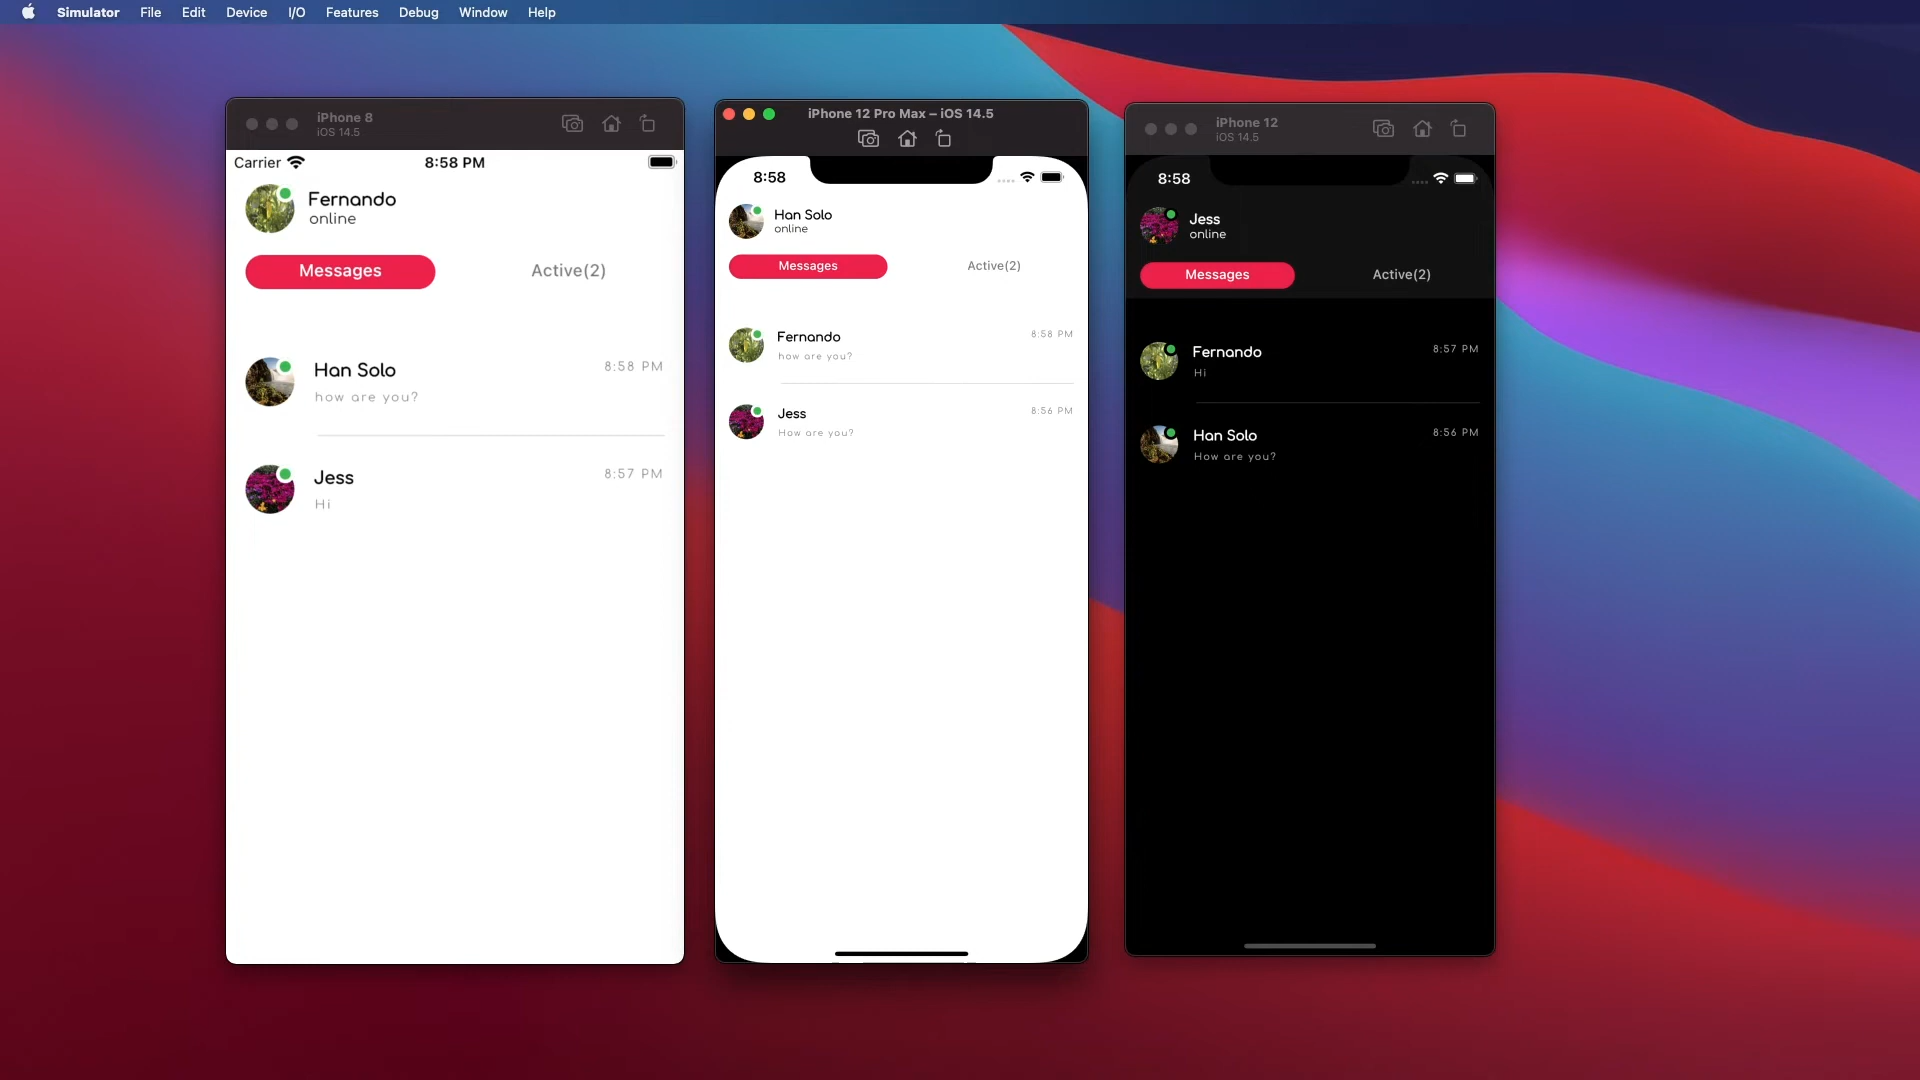 Simulator File Edit View Device I/O Features Debug Window Help
iPhone 8
iOS 14.5
Carrier 8:58 PM
Fernando
online
Messages Active(2)
Han Solo 8:58 PM
how are you?
Jess 8:57 PM
Hi
iPhone 12 Pro Max – iOS 14.5
8:58
Han Solo
online
Messages Active(2)
Fernando 8:58 PM
how are you?
Jess 8:56 PM
How are you?
iPhone 12
iOS 14.5
8:58
Jess
online
Messages Active(2)
Fernando 8:57 PM
Hi
Han Solo 8:56 PM
How are you?